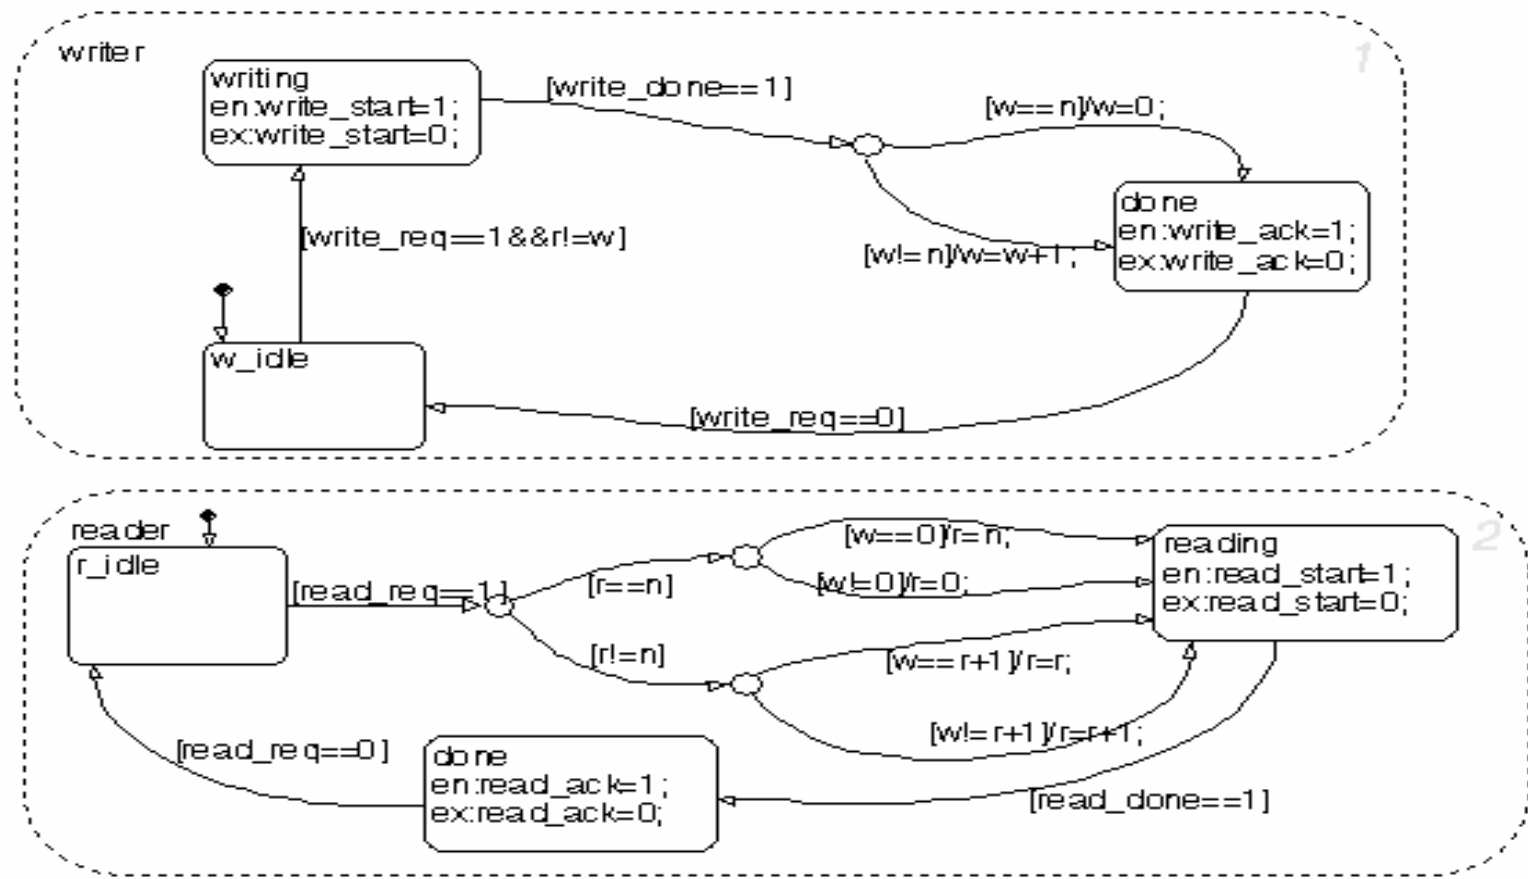 writer
1
writing
en:write_start=1;
ex:write_start=0;
[write_done==1]
[w==n]/w=0;
done
en:write_ack=1;
ex:write_ack=0;
[write_req==1&&r!=w]
[w!=n]/w=w+1;
w_idle
[write_req==0]
reader
2
r_idle
[read_req==1]
[r==n]
[w==0]/r=n;
[w!=0]/r=0;
reading
en:read_start=1;
ex:read_start=0;
[r!=n]
[w==r+1]/r=r;
[w!=r+1]/r=r+1;
[read_req==0]
done
en:read_ack=1;
ex:read_ack=0;
[read_done==1]